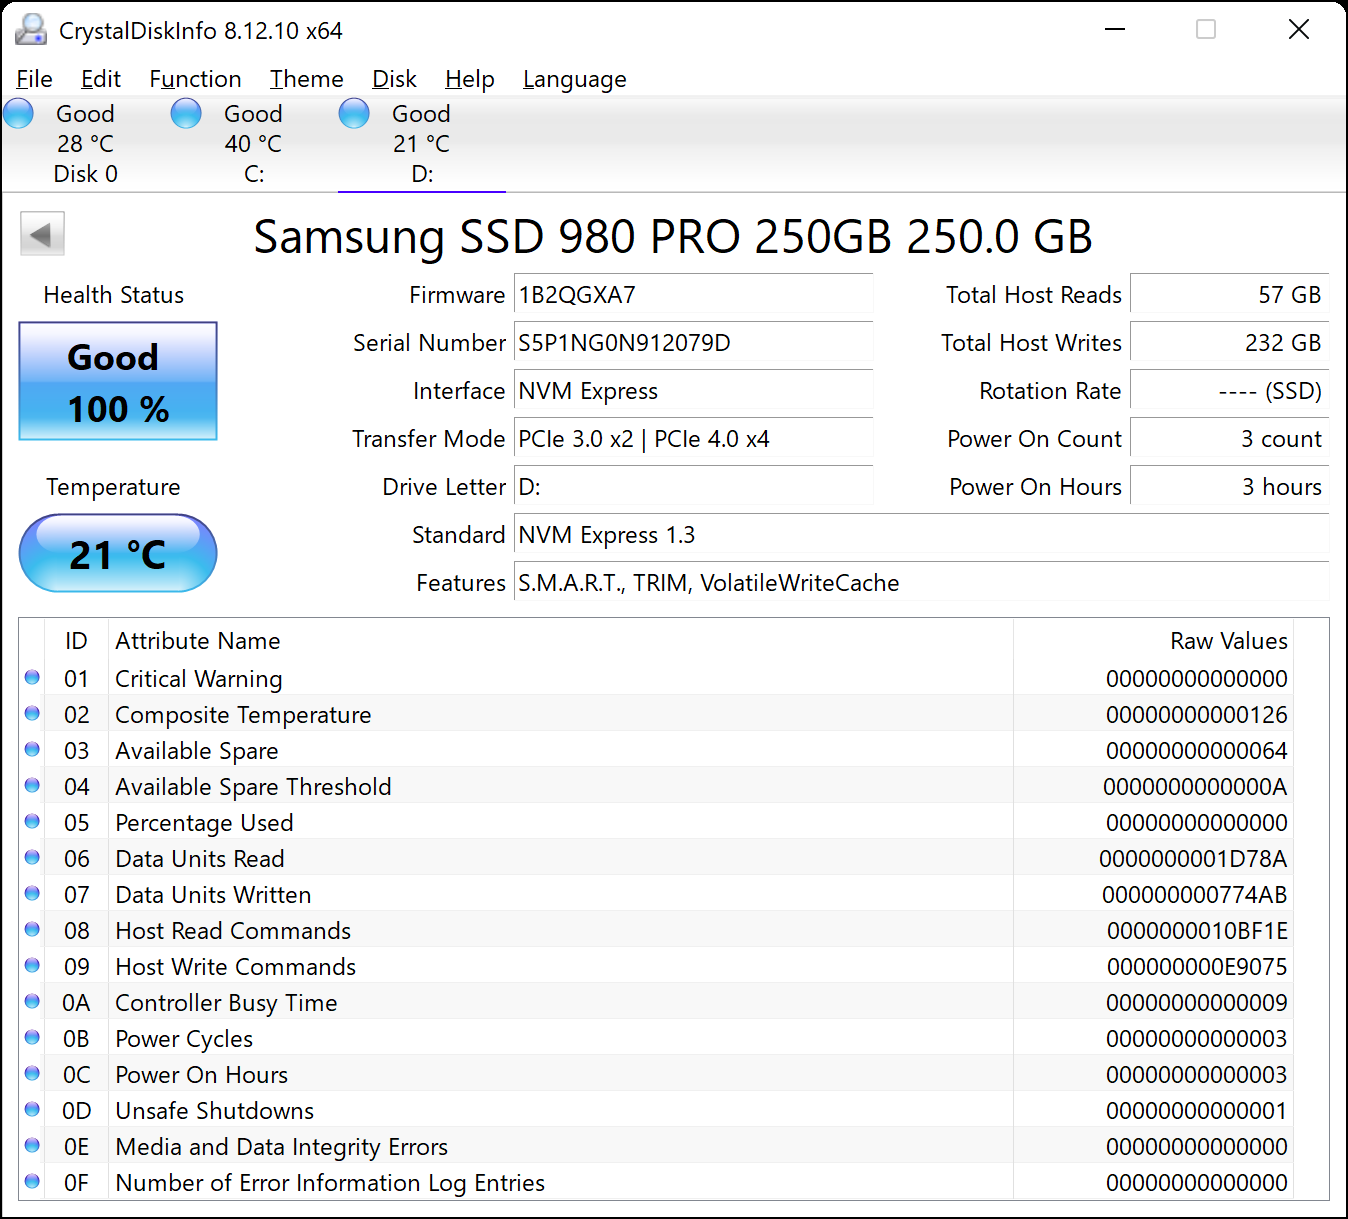 CrystalDiskInfo 8.12.10 x64
File Edit Function Theme Disk Help Language
Good Good Good
28 °C 40 °C 21 °C
Disk 0 C: D:
Samsung SSD 980 PRO 250GB 250.0 GB
Health Status
Good
100 %
Temperature
21 °C
Firmware 1B2QGXA7 Total Host Reads 57 GB
Serial Number S5P1NG0N912079D Total Host Writes 232 GB
Interface NVM Express Rotation Rate ---- (SSD)
Transfer Mode PCIe 3.0 x2 | PCIe 4.0 x4 Power On Count 3 count
Drive Letter D: Power On Hours 3 hours
Standard NVM Express 1.3
Features S.M.A.R.T., TRIM, VolatileWriteCache
ID Attribute Name Raw Values
01 Critical Warning 00000000000000
02 Composite Temperature 00000000000126
03 Available Spare 00000000000064
04 Available Spare Threshold 0000000000000A
05 Percentage Used 00000000000000
06 Data Units Read 0000000001D78A
07 Data Units Written 000000000774AB
08 Host Read Commands 0000000010BF1E
09 Host Write Commands 000000000E9075
0A Controller Busy Time 00000000000009
0B Power Cycles 00000000000003
0C Power On Hours 00000000000003
0D Unsafe Shutdowns 00000000000001
0E Media and Data Integrity Errors 00000000000000
0F Number of Error Information Log Entries 00000000000000